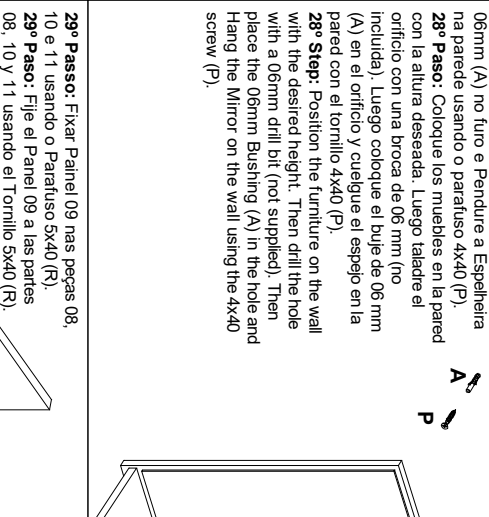 06mm (A) no furo e Pendure a Espelheira
na parede usando o parafuso 4x40 (P).
28º Paso: Coloque los muebles en la pared
con la altura deseada. Luego taladre el
orificio con una broca de 06 mm (no
incluida). Luego coloque el buje de 06 mm
(A) en el orificio y cuelgue el espejo en la
pared con el tornillo 4x40 (P).
28º Step: Position the furniture on the wall
with the desired height. Then drill the hole
with a 06mm drill bit (not supplied). Then
place the 06mm Bushing (A) in the hole and
Hang the Mirror on the wall using the 4x40
screw (P).
A
P
29º Passo: Fixar Painel 09 nas peças 08,
10 e 11 usando o Parafuso 5x40 (R).
29º Paso: Fije el Panel 09 a las partes
08, 10 y 11 usando el Tornillo 5x40 (R).